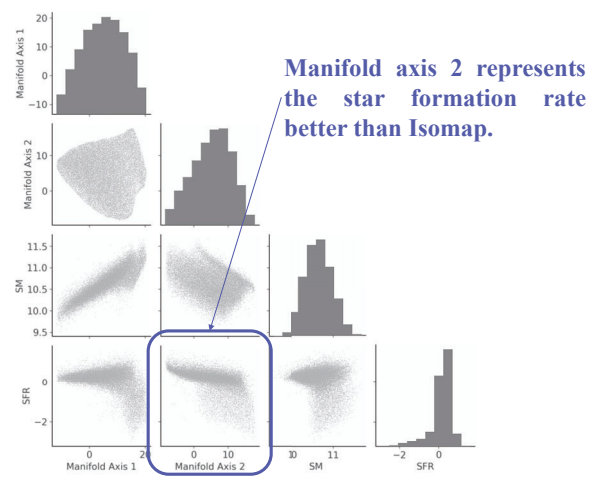 20
10
0
−10
Manifold Axis 1
Manifold axis 2 represents
the star formation rate
better than Isomap.
10
0
Manifold Axis 2
11.5
11.0
10.5
10.0
9.5
SM
0
−2
SFR
0 20
Manifold Axis 1
0 10
Manifold Axis 2
11
SM
−2 0
SFR